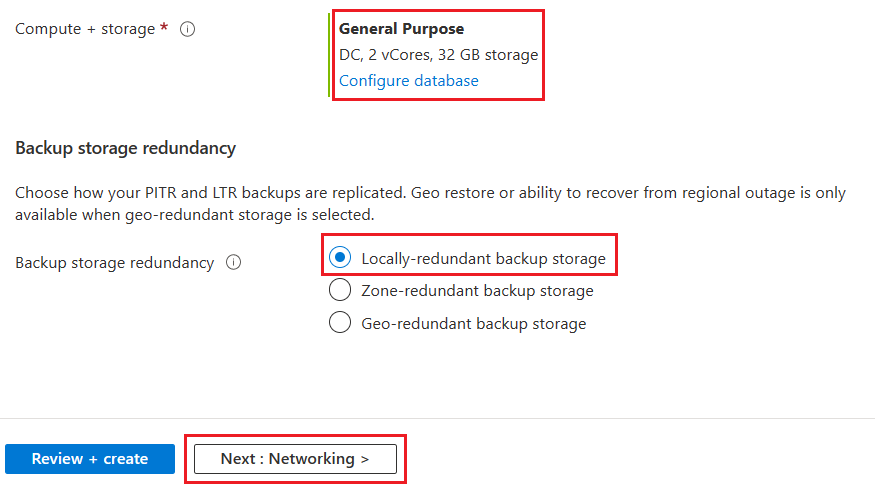 Compute + storage *
General Purpose
DC, 2 vCores, 32 GB storage
Configure database
Backup storage redundancy
Choose how your PITR and LTR backups are replicated. Geo restore or ability to recover from regional outage is only
available when geo-redundant storage is selected.
Backup storage redundancy
Locally-redundant backup storage
Zone-redundant backup storage
Geo-redundant backup storage
Review + create
Next : Networking >